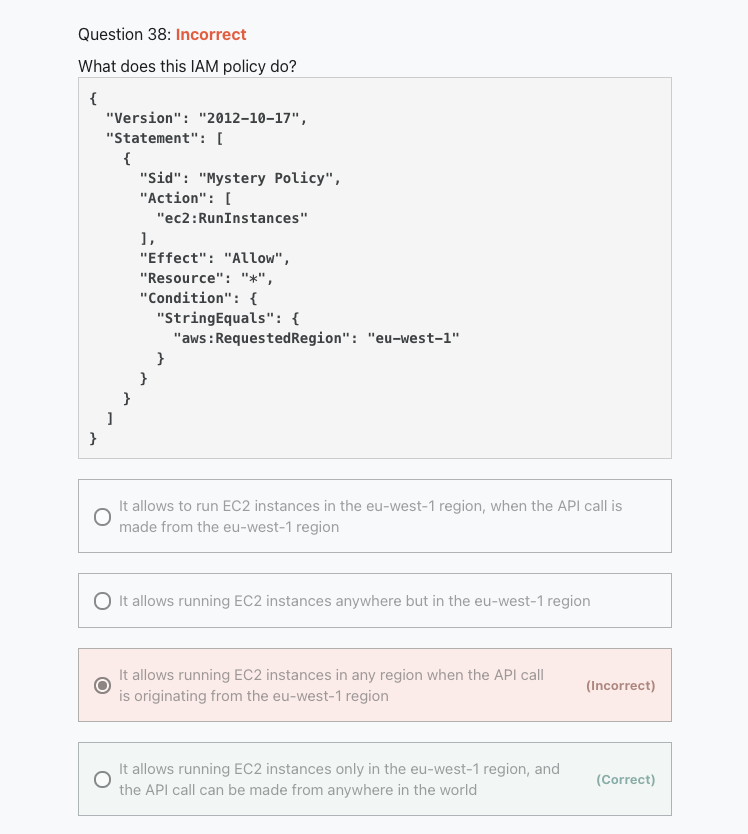 Question 38: Incorrect
What does this IAM policy do?
{
  "Version": "2012-10-17",
  "Statement": [
    {
      "Sid": "Mystery Policy",
      "Action": [
        "ec2:RunInstances"
      ],
      "Effect": "Allow",
      "Resource": "*",
      "Condition": {
        "StringEquals": {
          "aws:RequestedRegion": "eu-west-1"
        }
      }
    }
  ]
}
It allows to run EC2 instances in the eu-west-1 region, when the API call is
made from the eu-west-1 region
It allows running EC2 instances anywhere but in the eu-west-1 region
It allows running EC2 instances in any region when the API call
is originating from the eu-west-1 region
(Incorrect)
It allows running EC2 instances only in the eu-west-1 region, and
the API call can be made from anywhere in the world
(Correct)